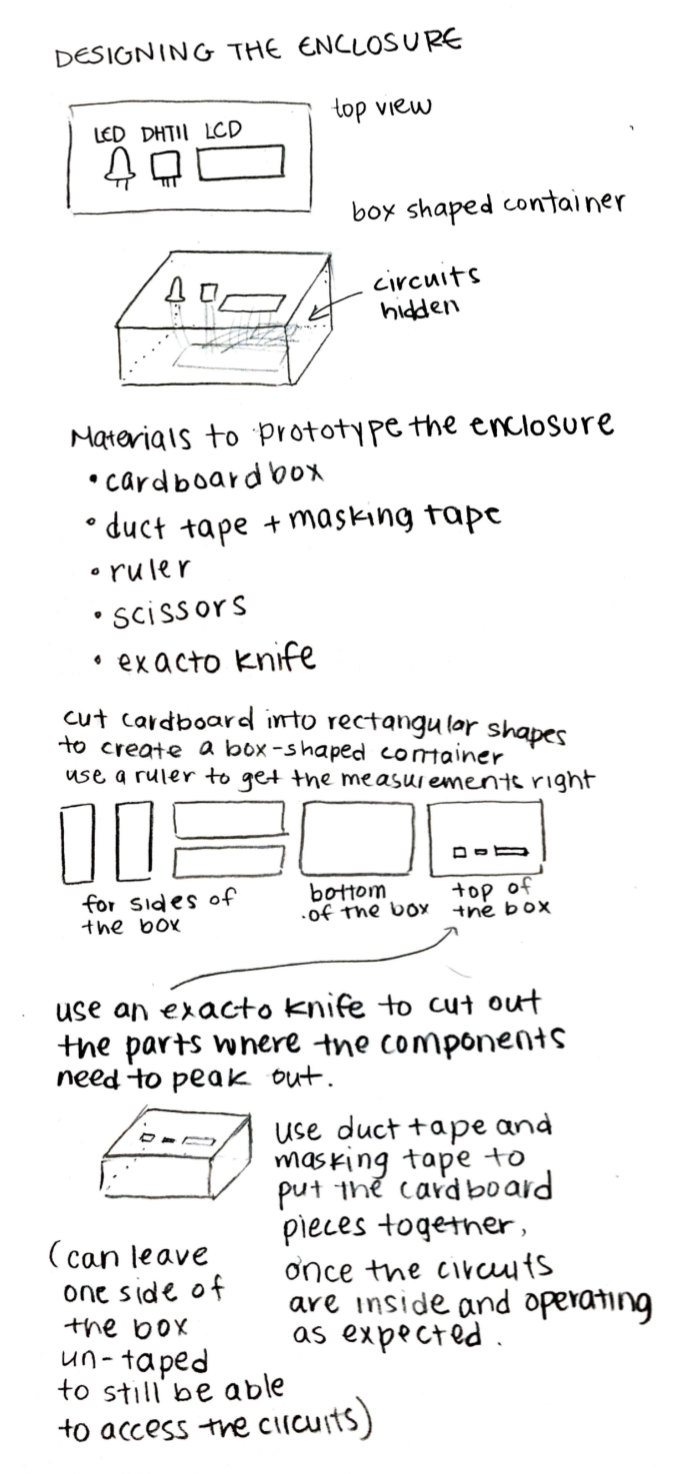 DESIGNING THE ENCLOSURE
top view
LED DHT11 LCD
box shaped container
circuits
hidden
Materials to prototype the enclosure
• cardboard box
• duct tape + masking tape
• ruler
• scissors
• exacto knife
cut cardboard into rectangular shapes
to create a box-shaped container
use a ruler to get the measurements right
for sides of
the box
bottom
of the box
top of
the box
use an exacto knife to cut out
the parts where the components
need to peak out.
use duct tape and
masking tape to
put the cardboard
pieces together,
once the circuits
are inside and operating
as expected.
(can leave
one side of
the box
un-taped
to still be able
to access the circuits)